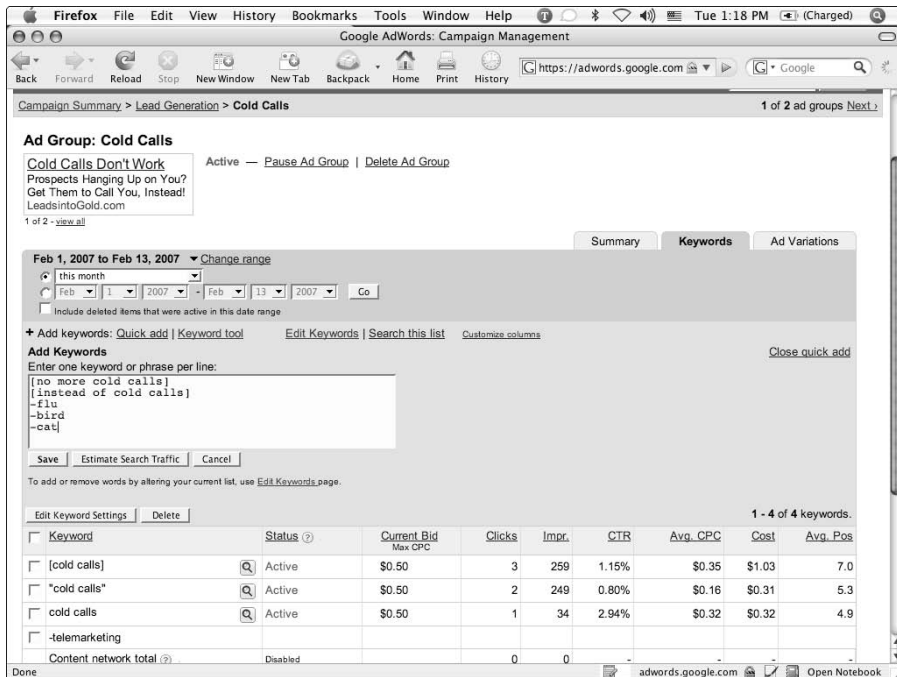 Firefox File Edit View History Bookmarks Tools Window Help Tue 1:18 PM (Charged)
Google AdWords: Campaign Management
Back Forward Reload Stop New Window New Tab Backpack Home Print History https://adwords.google.com Google
Campaign Summary > Lead Generation > Cold Calls 1 of 2 ad groups Next ›
Ad Group: Cold Calls
Cold Calls Don't Work Active — Pause Ad Group | Delete Ad Group
Prospects Hanging Up on You?
Get Them to Call You, Instead!
LeadsintoGold.com
1 of 2 - view all
Summary Keywords Ad Variations
Feb 1, 2007 to Feb 13, 2007 Change range
this month
Feb 1 2007 - Feb 13 2007 Go
Include deleted items that were active in this date range
+ Add keywords: Quick add | Keyword tool Edit Keywords | Search this list Customize columns
Add Keywords Close quick add
Enter one keyword or phrase per line:
[no more cold calls]
[instead of cold calls]
-flu
-bird
-cat
Save Estimate Search Traffic Cancel
To add or remove words by altering your current list, use Edit Keywords page.
Edit Keyword Settings Delete 1 - 4 of 4 keywords.
Keyword Status ? Current Bid Clicks Impr. CTR Avg. CPC Cost Avg. Pos
Max CPC
[cold calls] Active $0.50 3 259 1.15% $0.35 $1.03 7.0
"cold calls" Active $0.50 2 249 0.80% $0.16 $0.31 5.3
cold calls Active $0.50 1 34 2.94% $0.32 $0.32 4.9
-telemarketing
Content network total ? Disabled 0 0 - - - -
Done adwords.google.com Open Notebook